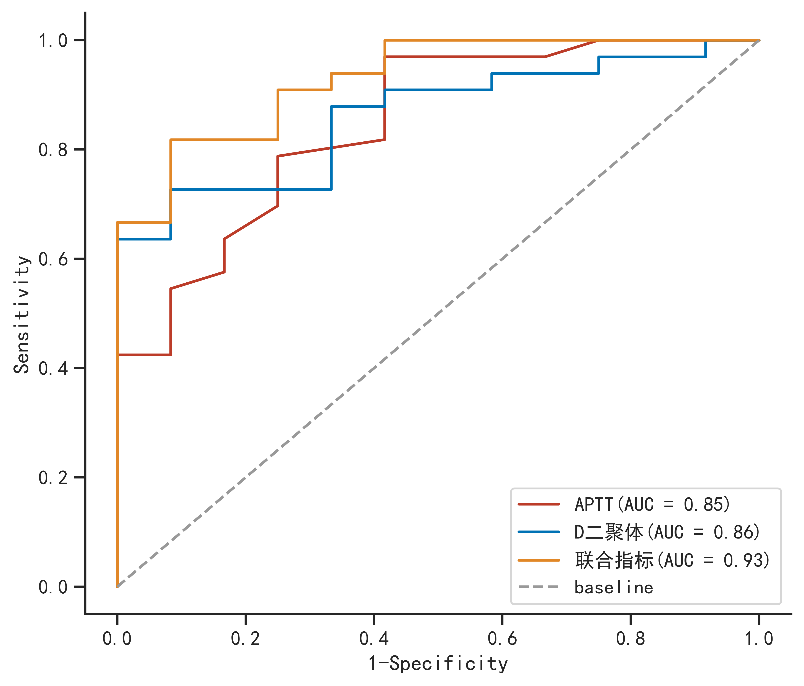 1.0
0.8
0.6
0.4
0.2
0.0
Sensitivity
0.0 0.2 0.4 0.6 0.8 1.0
1-Specificity
APTT(AUC = 0.85)
D二聚体(AUC = 0.86)
联合指标(AUC = 0.93)
baseline